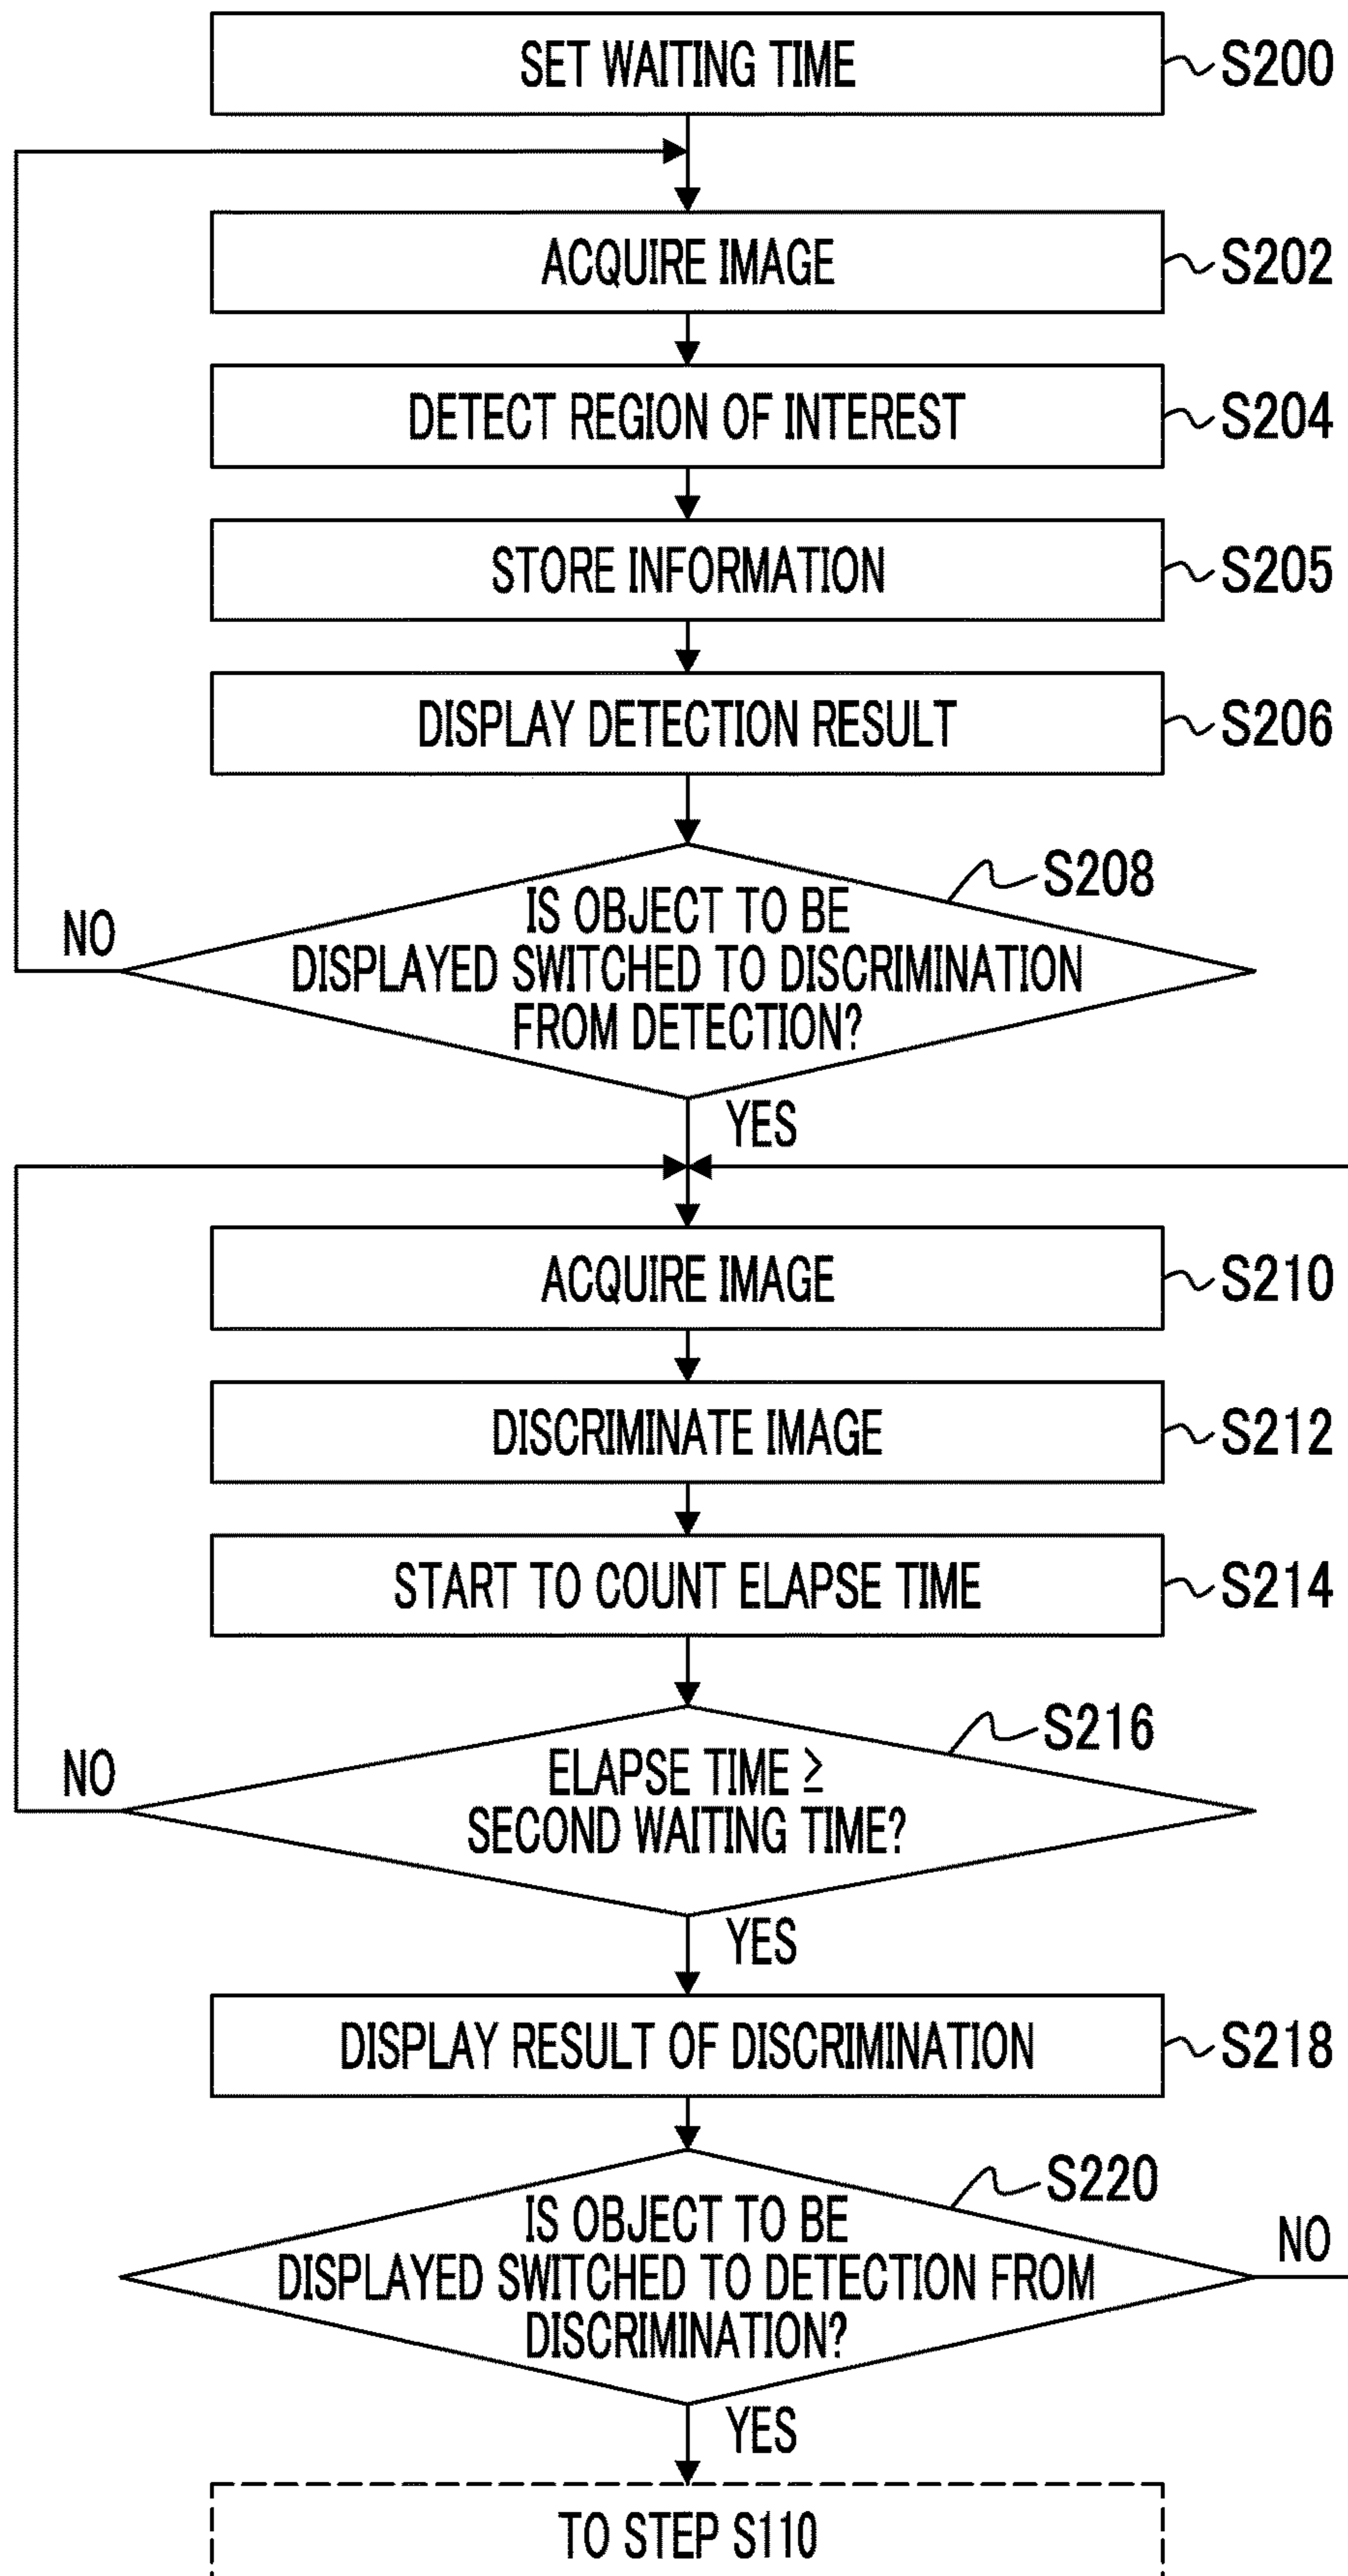 SET WAITING TIME
S200
ACQUIRE IMAGE
S202
DETECT REGION OF INTEREST
S204
STORE INFORMATION
S205
DISPLAY DETECTION RESULT
S206
S208
IS OBJECT TO BE
DISPLAYED SWITCHED TO DISCRIMINATION
FROM DETECTION?
NO
YES
ACQUIRE IMAGE
S210
DISCRIMINATE IMAGE
S212
START TO COUNT ELAPSE TIME
S214
S216
ELAPSE TIME ≥
SECOND WAITING TIME?
NO
YES
DISPLAY RESULT OF DISCRIMINATION
S218
S220
IS OBJECT TO BE
DISPLAYED SWITCHED TO DETECTION FROM
DISCRIMINATION?
NO
YES
TO STEP S110